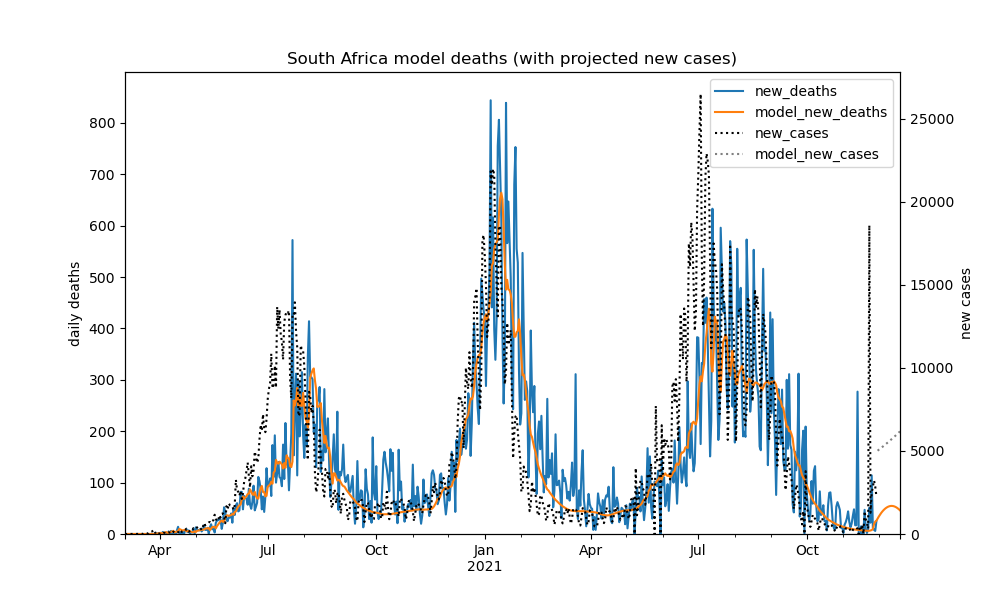 South Africa model deaths (with projected new cases)
new_deaths
model_new_deaths
new_cases
model_new_cases
daily deaths
800
700
600
500
400
300
200
100
0
25000
20000
15000
10000
5000
0
new cases
Apr
Jul
Oct
Jan
2021
Apr
Jul
Oct